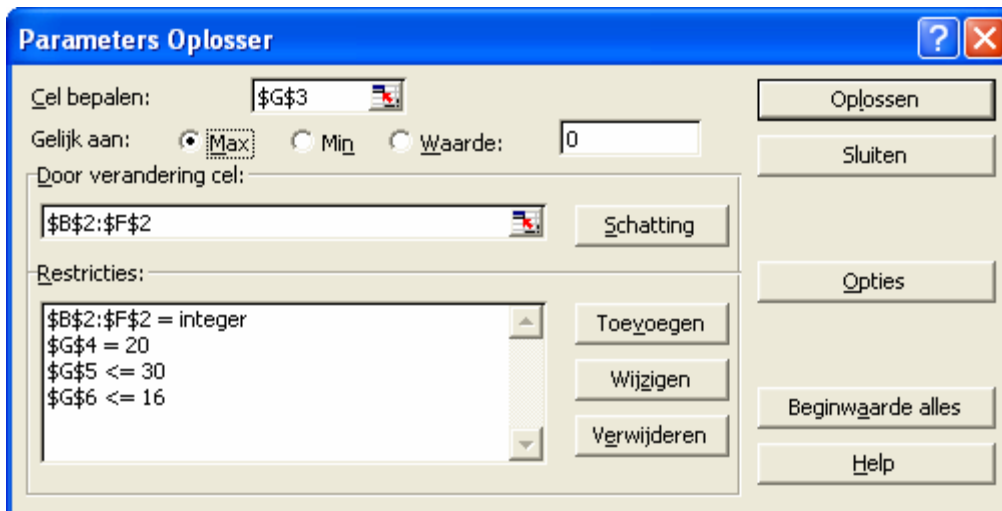 Parameters Oplosser
Cel bepalen: $G$3
Oplossen
Gelijk aan: Max Min Waarde: 0
Sluiten
Door verandering cel:
$B$2:$F$2
Schatting
Restricties:
Opties
$B$2:$F$2 = integer
$G$4 = 20
$G$5 <= 30
$G$6 <= 16
Toevoegen
Wijzigen
Verwijderen
Beginwaarde alles
Help